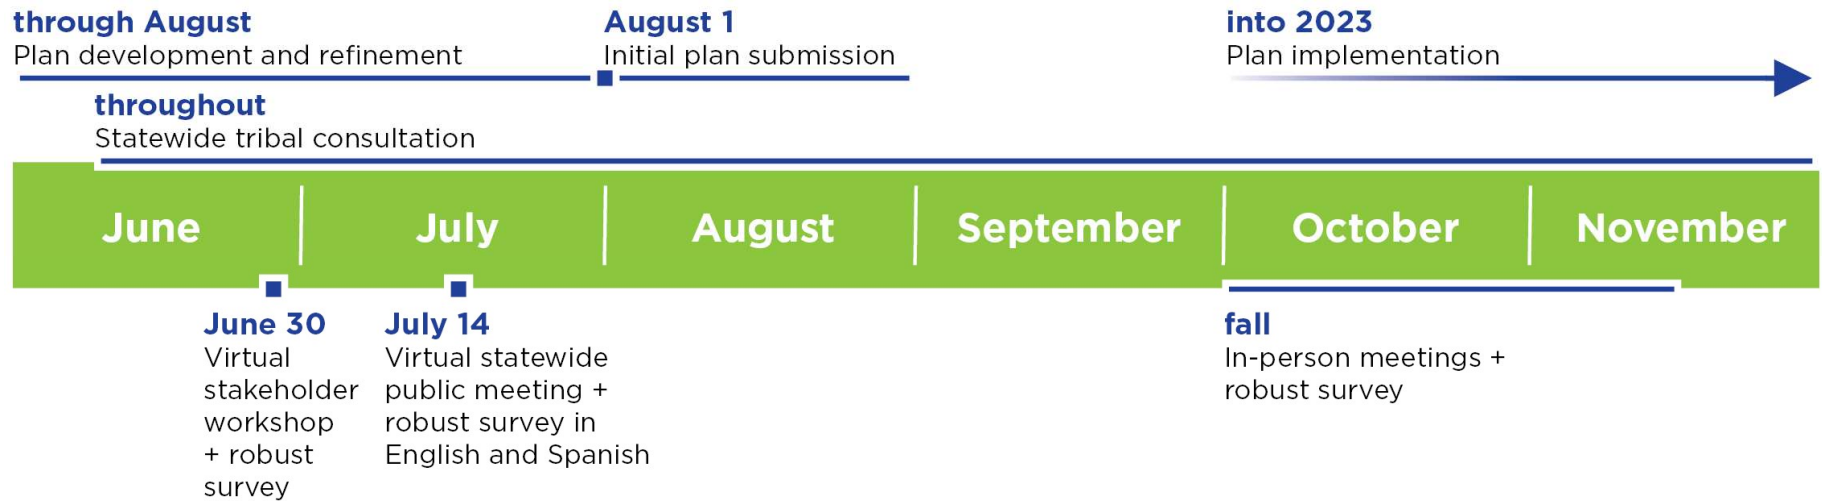 through August
Plan development and refinement
August 1
Initial plan submission
into 2023
Plan implementation
throughout
Statewide tribal consultation
June
July
August
September
October
November
June 30
Virtual
stakeholder
workshop
+ robust
survey
July 14
Virtual statewide
public meeting +
robust survey in
English and Spanish
fall
In-person meetings +
robust survey